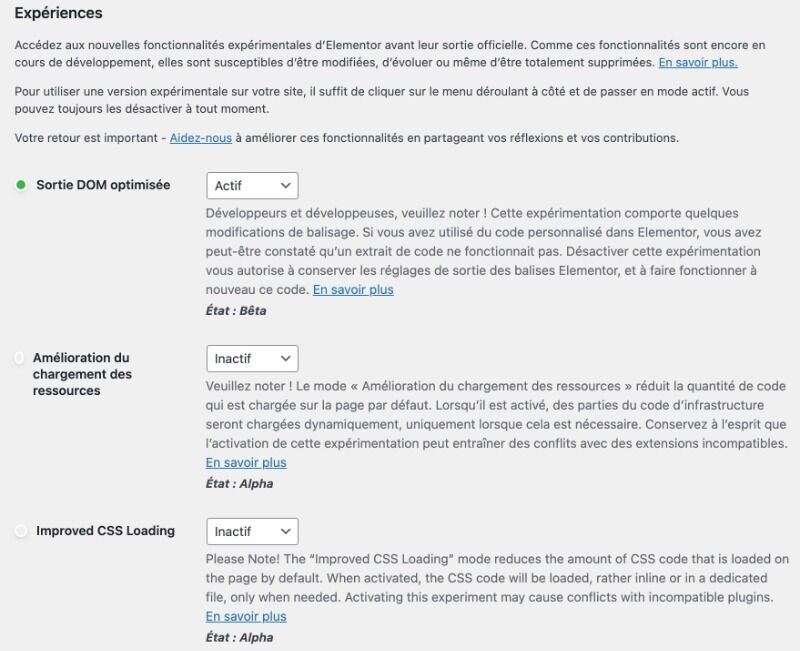 Expériences
Accédez aux nouvelles fonctionnalités expérimentales d'Elementor avant leur sortie officielle. Comme ces fonctionnalités sont encore en
cours de développement, elles sont susceptibles d'être modifiées, d'évoluer ou même d'être totalement supprimées. En savoir plus.
Pour utiliser une version expérimentale sur votre site, il suffit de cliquer sur le menu déroulant à côté et de passer en mode actif. Vous
pouvez toujours les désactiver à tout moment.
Votre retour est important - Aidez-nous à améliorer ces fonctionnalités en partageant vos réflexions et vos contributions.
Sortie DOM optimisée
Actif
Développeurs et développeuses, veuillez noter ! Cette expérimentation comporte quelques
modifications de balisage. Si vous avez utilisé du code personnalisé dans Elementor, vous avez
peut-être constaté qu'un extrait de code ne fonctionnait pas. Désactiver cette expérimentation
vous autorise à conserver les réglages de sortie des balises Elementor, et à faire fonctionner à
nouveau ce code. En savoir plus
État : Bêta
Amélioration du
chargement des
ressources
Inactif
Veuillez noter ! Le mode « Amélioration du chargement des ressources » réduit la quantité de code
qui est chargée sur la page par défaut. Lorsqu'il est activé, des parties du code d'infrastructure
seront chargées dynamiquement, uniquement lorsque cela est nécessaire. Conservez à l'esprit que
l'activation de cette expérimentation peut entraîner des conflits avec des extensions incompatibles.
En savoir plus
État : Alpha
Improved CSS Loading
Inactif
Please Note! The “Improved CSS Loading” mode reduces the amount of CSS code that is loaded on
the page by default. When activated, the CSS code will be loaded, rather inline or in a dedicated
file, only when needed. Activating this experiment may cause conflicts with incompatible plugins.
En savoir plus
État : Alpha